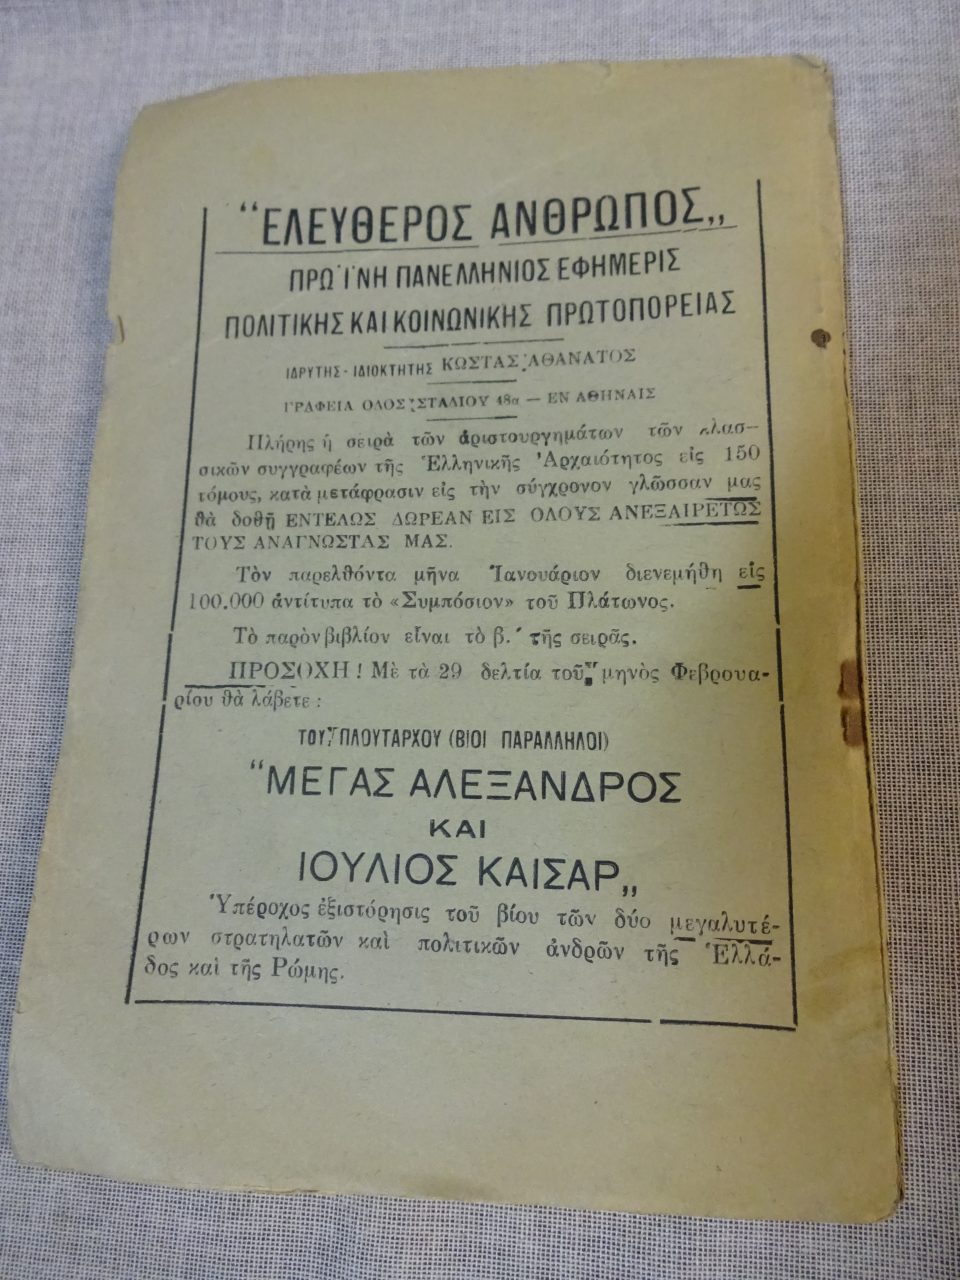 “ΕΛΕΥΘΕΡΟΣ ΑΝΘΡΩΠΟΣ„
ΠΡΩΪΝΗ ΠΑΝΕΛΛΗΝΙΟΣ ΕΦΗΜΕΡΙΣ
ΠΟΛΙΤΙΚΗΣ ΚΑΙ ΚΟΙΝΩΝΙΚΗΣ ΠΡΩΤΟΠΟΡΕΙΑΣ
ΙΔΡΥΤΗΣ - ΙΔΙΟΚΤΗΤΗΣ ΚΩΣΤΑΣ ΑΘΑΝΑΤΟΣ
ΓΡΑΦΕΙΑ ΟΔΟΣ ΣΤΑΔΙΟΥ 48α — ΕΝ ΑΘΗΝΑΙΣ
Πλήρης ἡ σειρὰ τῶν ἀριστουργημάτων τῶν κλασ-
σικῶν συγγραφέων τῆς Ἑλληνικῆς Ἀρχαιότητος εἰς 150
τόμους, κατὰ μετάφρασιν εἰς τὴν σύγχρονον γλῶσσαν μας
θὰ δοθῇ ΕΝΤΕΛΩΣ ΔΩΡΕΑΝ ΕΙΣ ΟΛΟΥΣ ΑΝΕΞΑΙΡΕΤΩΣ
ΤΟΥΣ ΑΝΑΓΝΩΣΤΑΣ ΜΑΣ.
Τὸν παρελθόντα μῆνα Ἰανουάριον διενεμήθη εἰς
100.000 ἀντίτυπα τὸ «Συμπόσιον» τοῦ Πλάτωνος.
Τὸ παρὸν βιβλίον εἶναι τὸ β.´ τῆς σειρᾶς.
ΠΡΟΣΟΧΗ! Μὲ τὰ 29 δελτία τοῦ μηνὸς Φεβρουα-
ρίου θὰ λάβετε:
ΤΟΥ ΠΛΟΥΤΑΡΧΟΥ (ΒΙΟΙ ΠΑΡΑΛΛΗΛΟΙ)
“ΜΕΓΑΣ ΑΛΕΞΑΝΔΡΟΣ
ΚΑΙ
ΙΟΥΛΙΟΣ ΚΑΙΣΑΡ„
Ὑπέροχος ἐξιστόρησις τοῦ βίου τῶν δύο μεγαλυτέ-
ρων στρατηλατῶν καὶ πολιτικῶν ἀνδρῶν τῆς Ἑλλά-
δος καὶ τῆς Ρώμης.